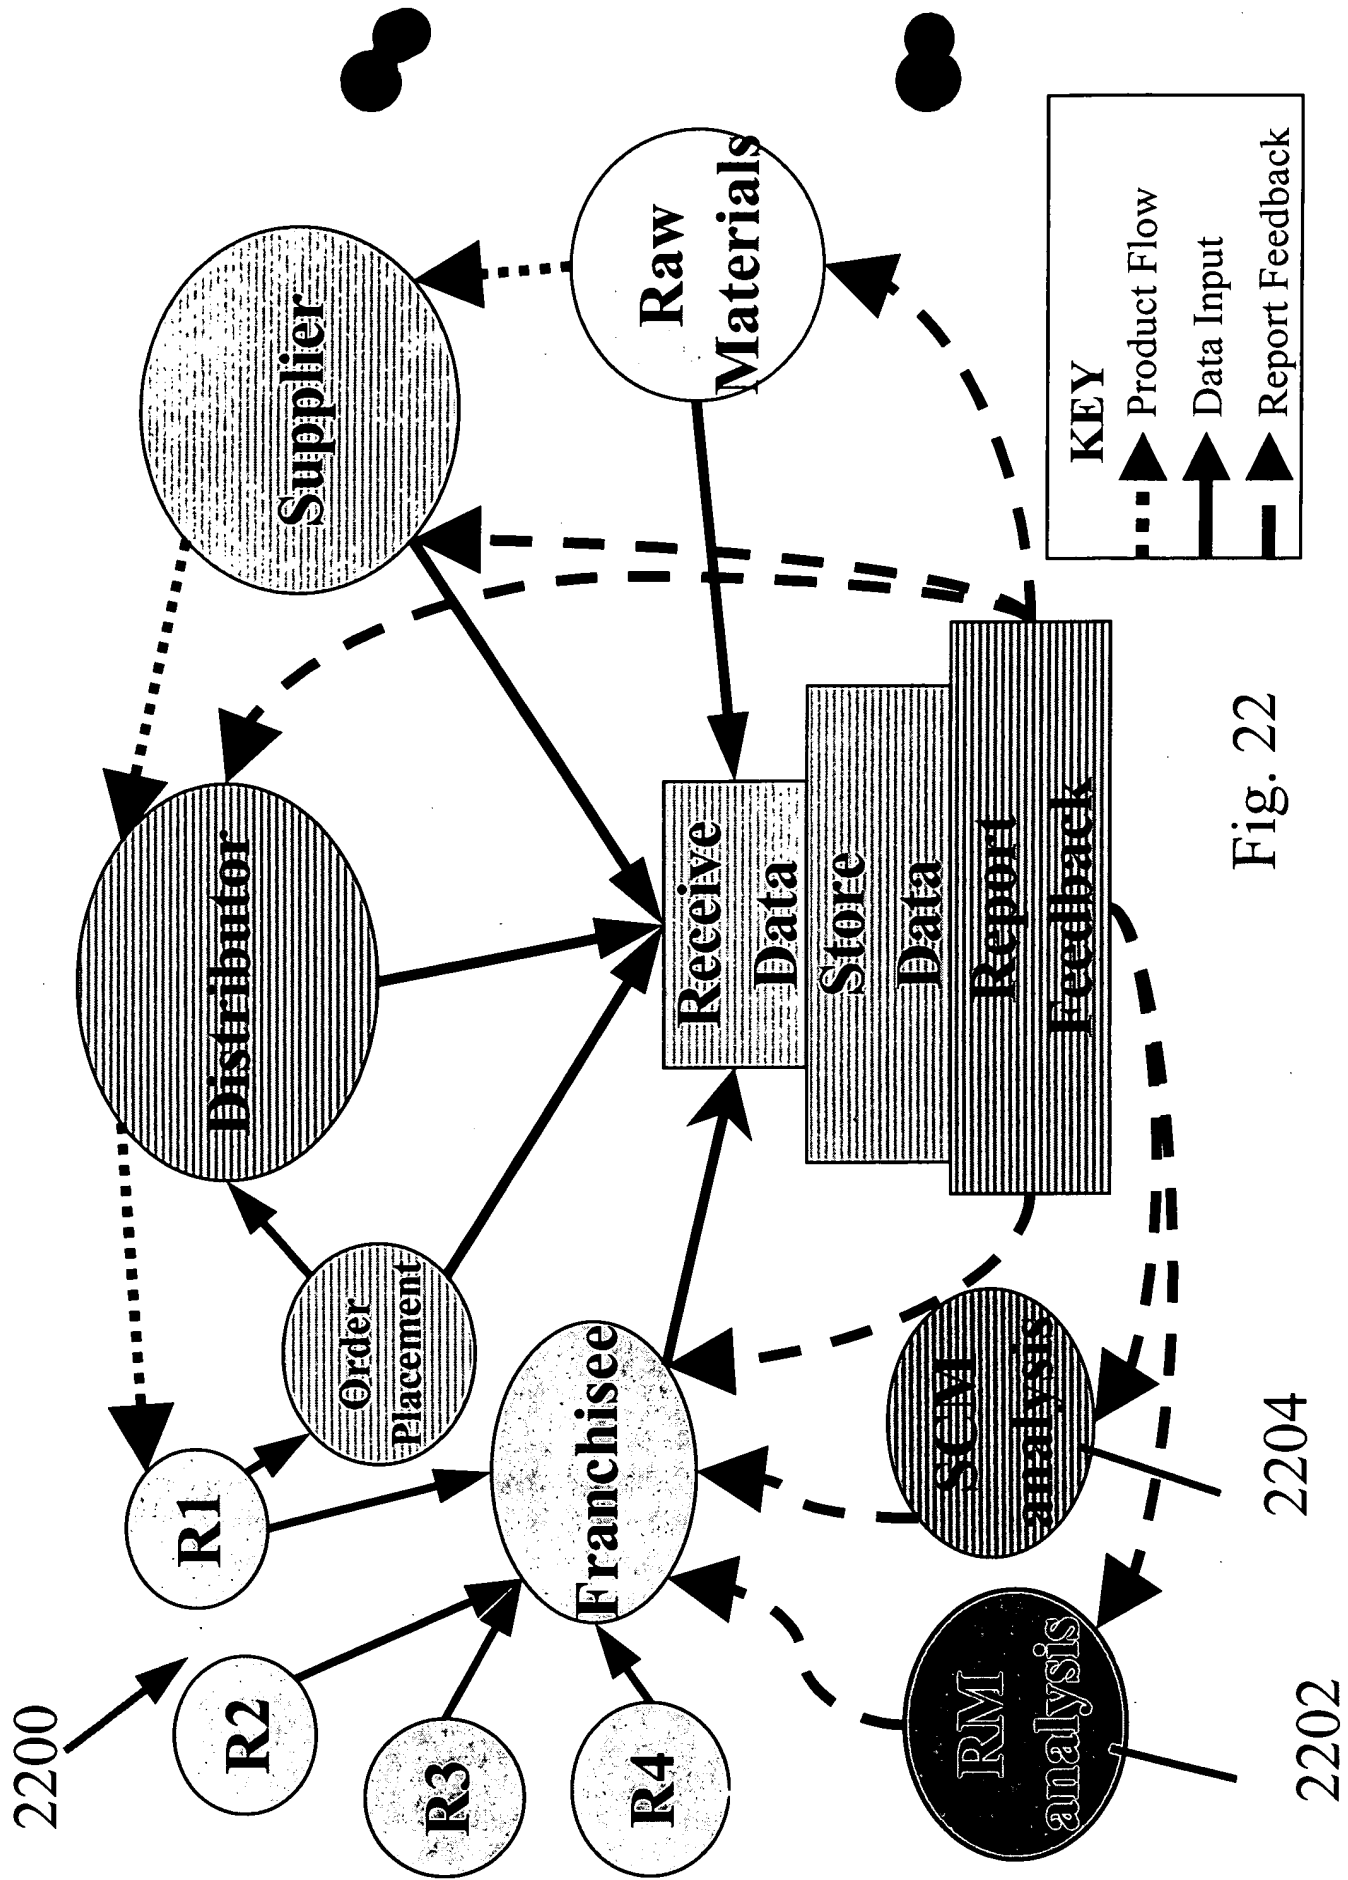 2200
R1
R2
R3
R4
Order
Placement
Distributor
Supplier
Raw
Materials
Franchisee
Receive
Data
Store
Data
Report
Feedback
RM
analysis
SCM
analysis
2202
2204
KEY
Product Flow
Data Input
Report Feedback
Fig. 22